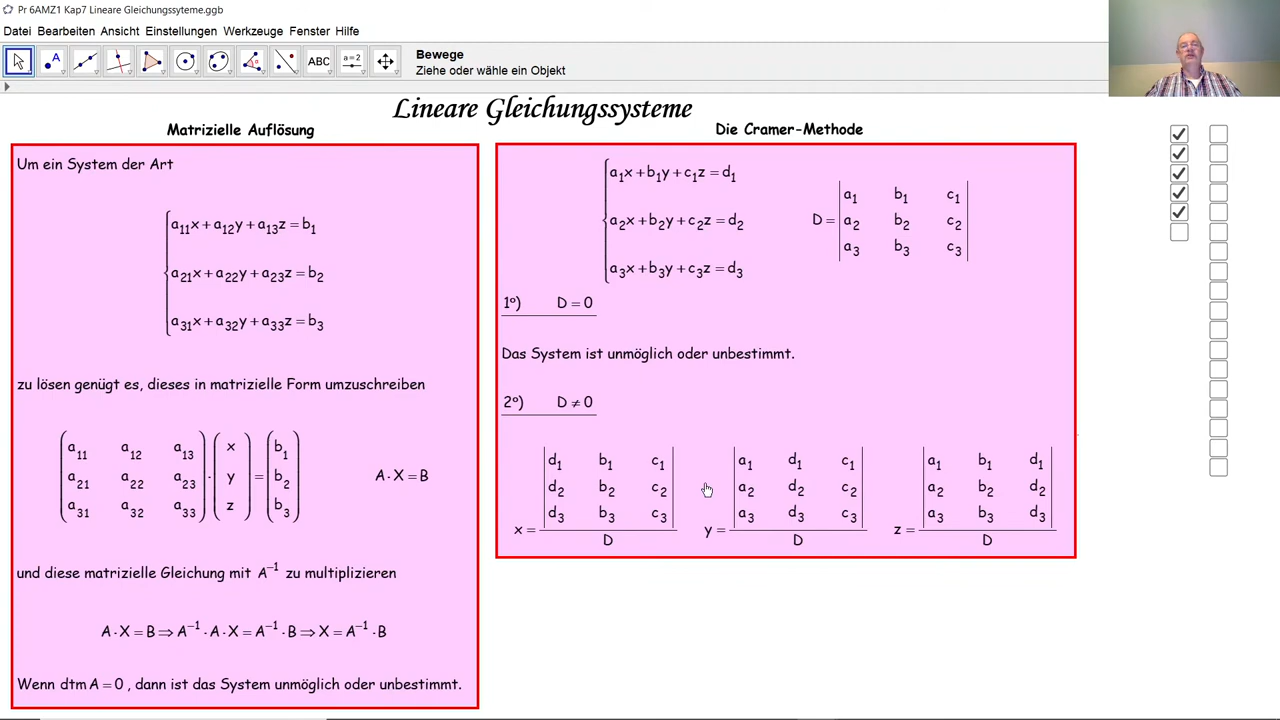 Pr 6AMZ1 Kap7 Lineare Gleichungssyteme.ggb
Datei Bearbeiten Ansicht Einstellungen Werkzeuge Fenster Hilfe
A
ABC
a=2
Bewege
Ziehe oder wähle ein Objekt
Lineare Gleichungssysteme
Matrizielle Auflösung
Um ein System der Art
a11x+a12y+a13z=b1
a21x+a22y+a23z=b2
a31x+a32y+a33z=b3
zu lösen genügt es, dieses in matrizielle Form umzuschreiben
a11 a12 a13 x b1
a21 a22 a23 · y = b2 A·X=B
a31 a32 a33 z b3
und diese matrizielle Gleichung mit A⁻¹ zu multiplizieren
A·X=B⇒A⁻¹·A·X=A⁻¹·B⇒X=A⁻¹·B
Wenn dtm A=0, dann ist das System unmöglich oder unbestimmt.
Die Cramer-Methode
a1x+b1y+c1z=d1
a2x+b2y+c2z=d2
a3x+b3y+c3z=d3
a1 b1 c1
D= a2 b2 c2
a3 b3 c3
1º) D=0
Das System ist unmöglich oder unbestimmt.
2º) D≠0
d1 b1 c1 a1 d1 c1 a1 b1 d1
d2 b2 c2 a2 d2 c2 a2 b2 d2
d3 b3 c3 a3 d3 c3 a3 b3 d3
x= y= z=
D D D